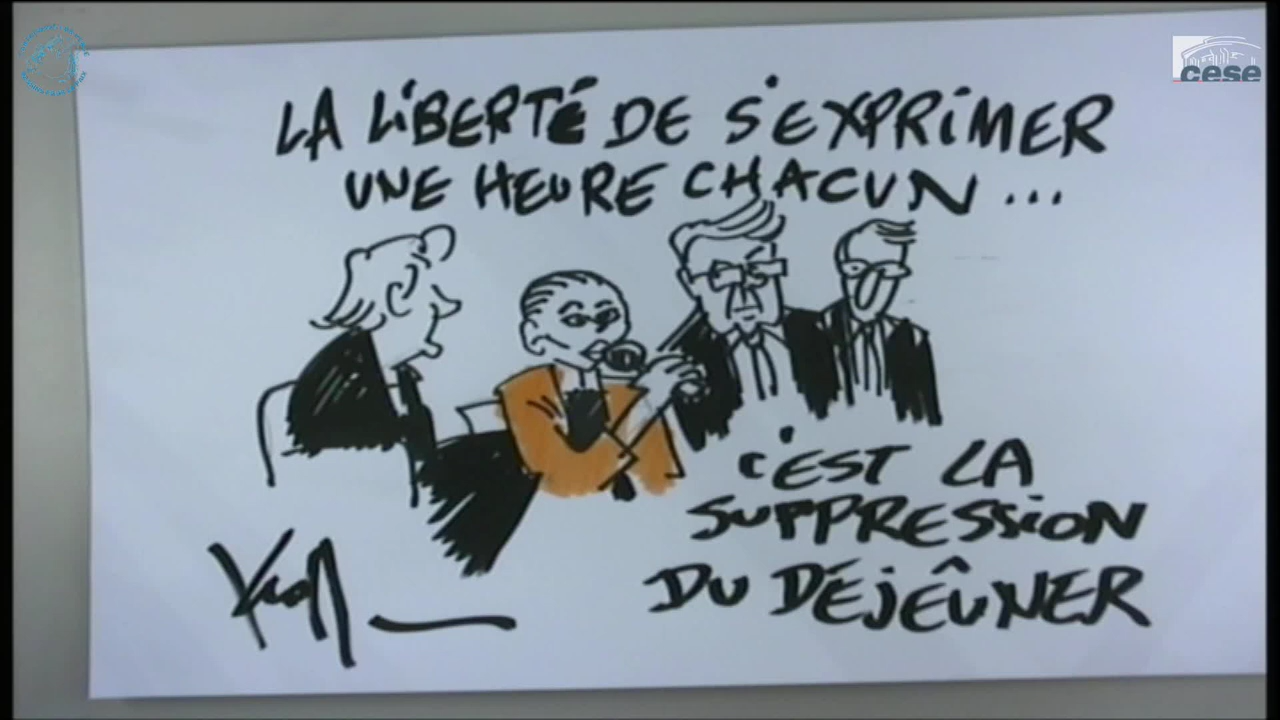 cese
LA LiBERTÉ DE S'EXPRiMER
UNE HEURE CHACUN...
C'EST LA
SUPPRESSiON
DU DÉJEÛNER